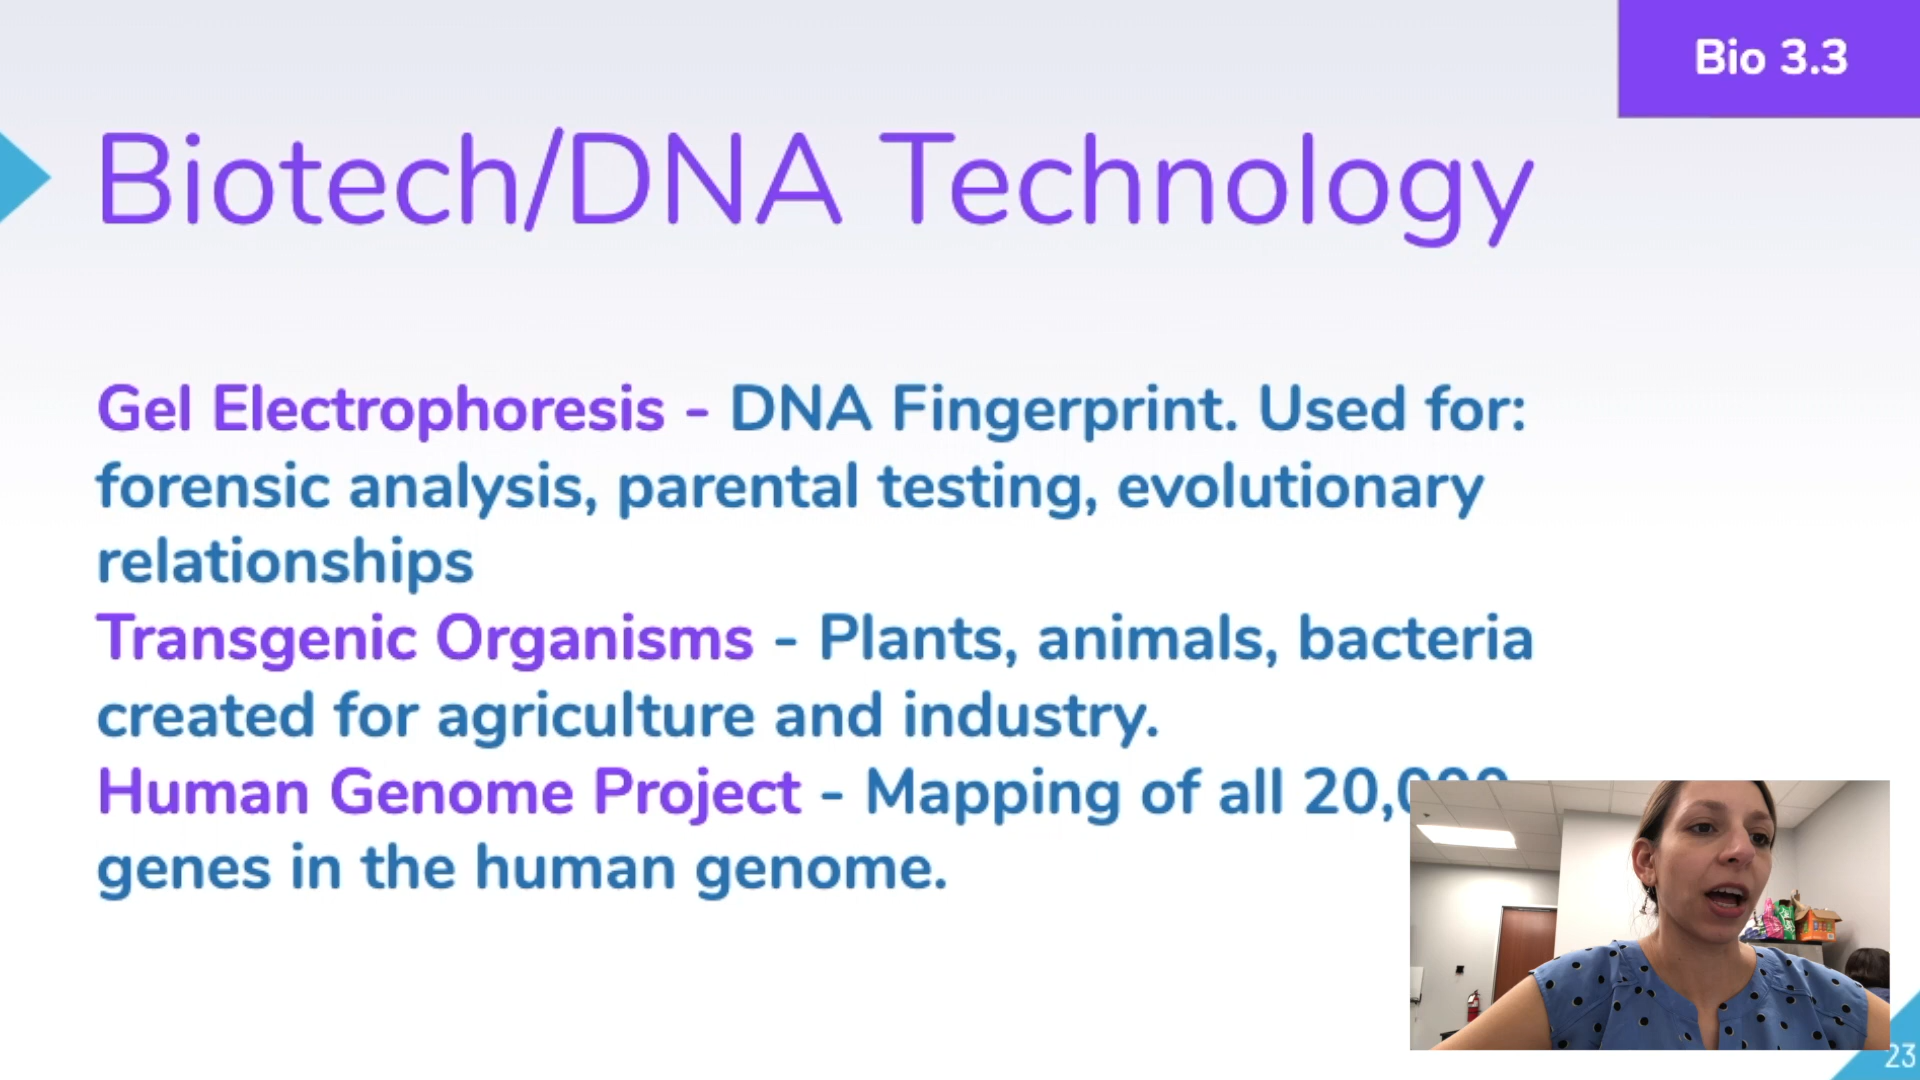 Bio 3.3
Biotech/DNA Technology
Gel Electrophoresis - DNA Fingerprint. Used for:
forensic analysis, parental testing, evolutionary
relationships
Transgenic Organisms - Plants, animals, bacteria
created for agriculture and industry.
Human Genome Project - Mapping of all 20,000
genes in the human genome.
23